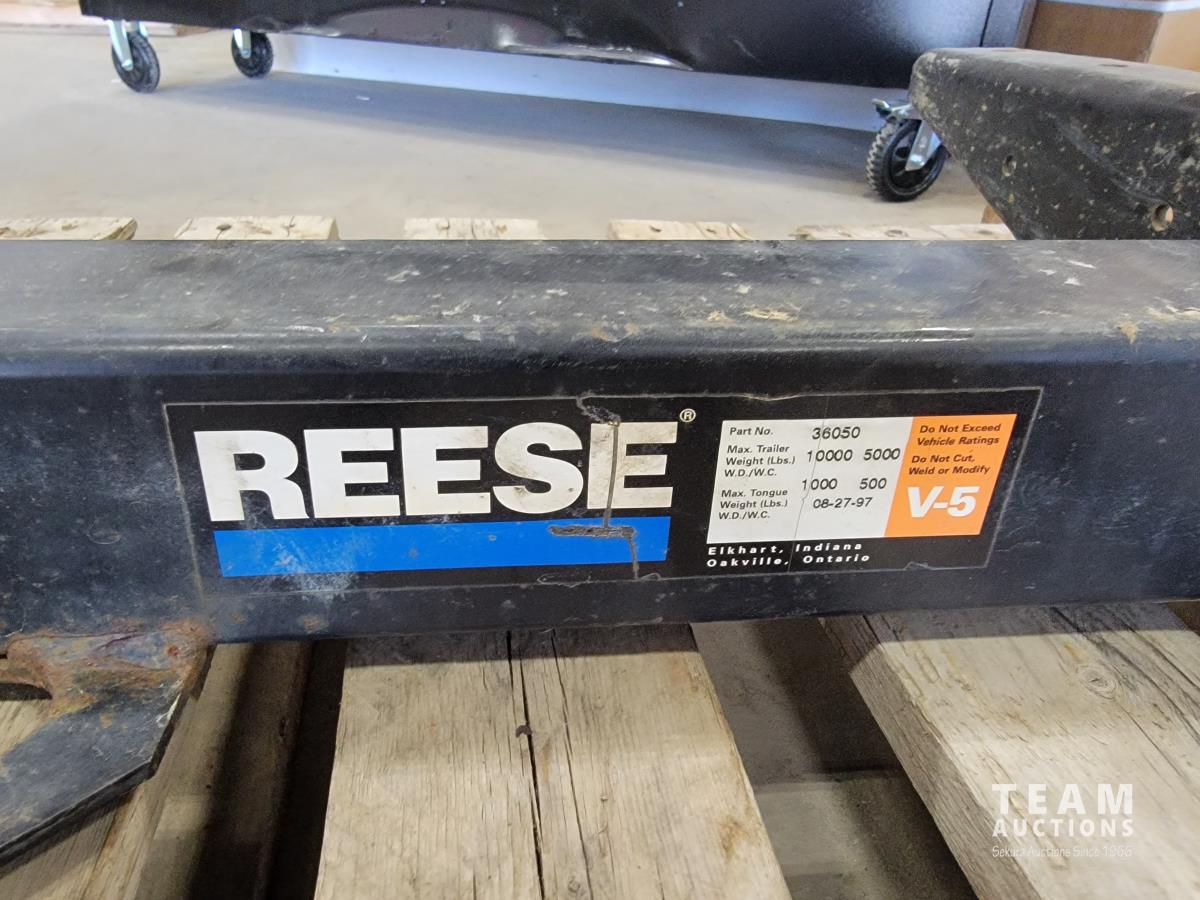 REESE ®
Part No. 36050
Max. Trailer
Weight (Lbs.) 10000 5000
W.D./W.C.
1000 500
Max. Tongue
Weight (Lbs.) 08-27-97
W.D./W.C.
Do Not Exceed
Vehicle Ratings
Do Not Cut,
Weld or Modify
V-5
Elkhart, Indiana
Oakville, Ontario
TEAM
AUCTIONS
Sekura Auctions Since 1966